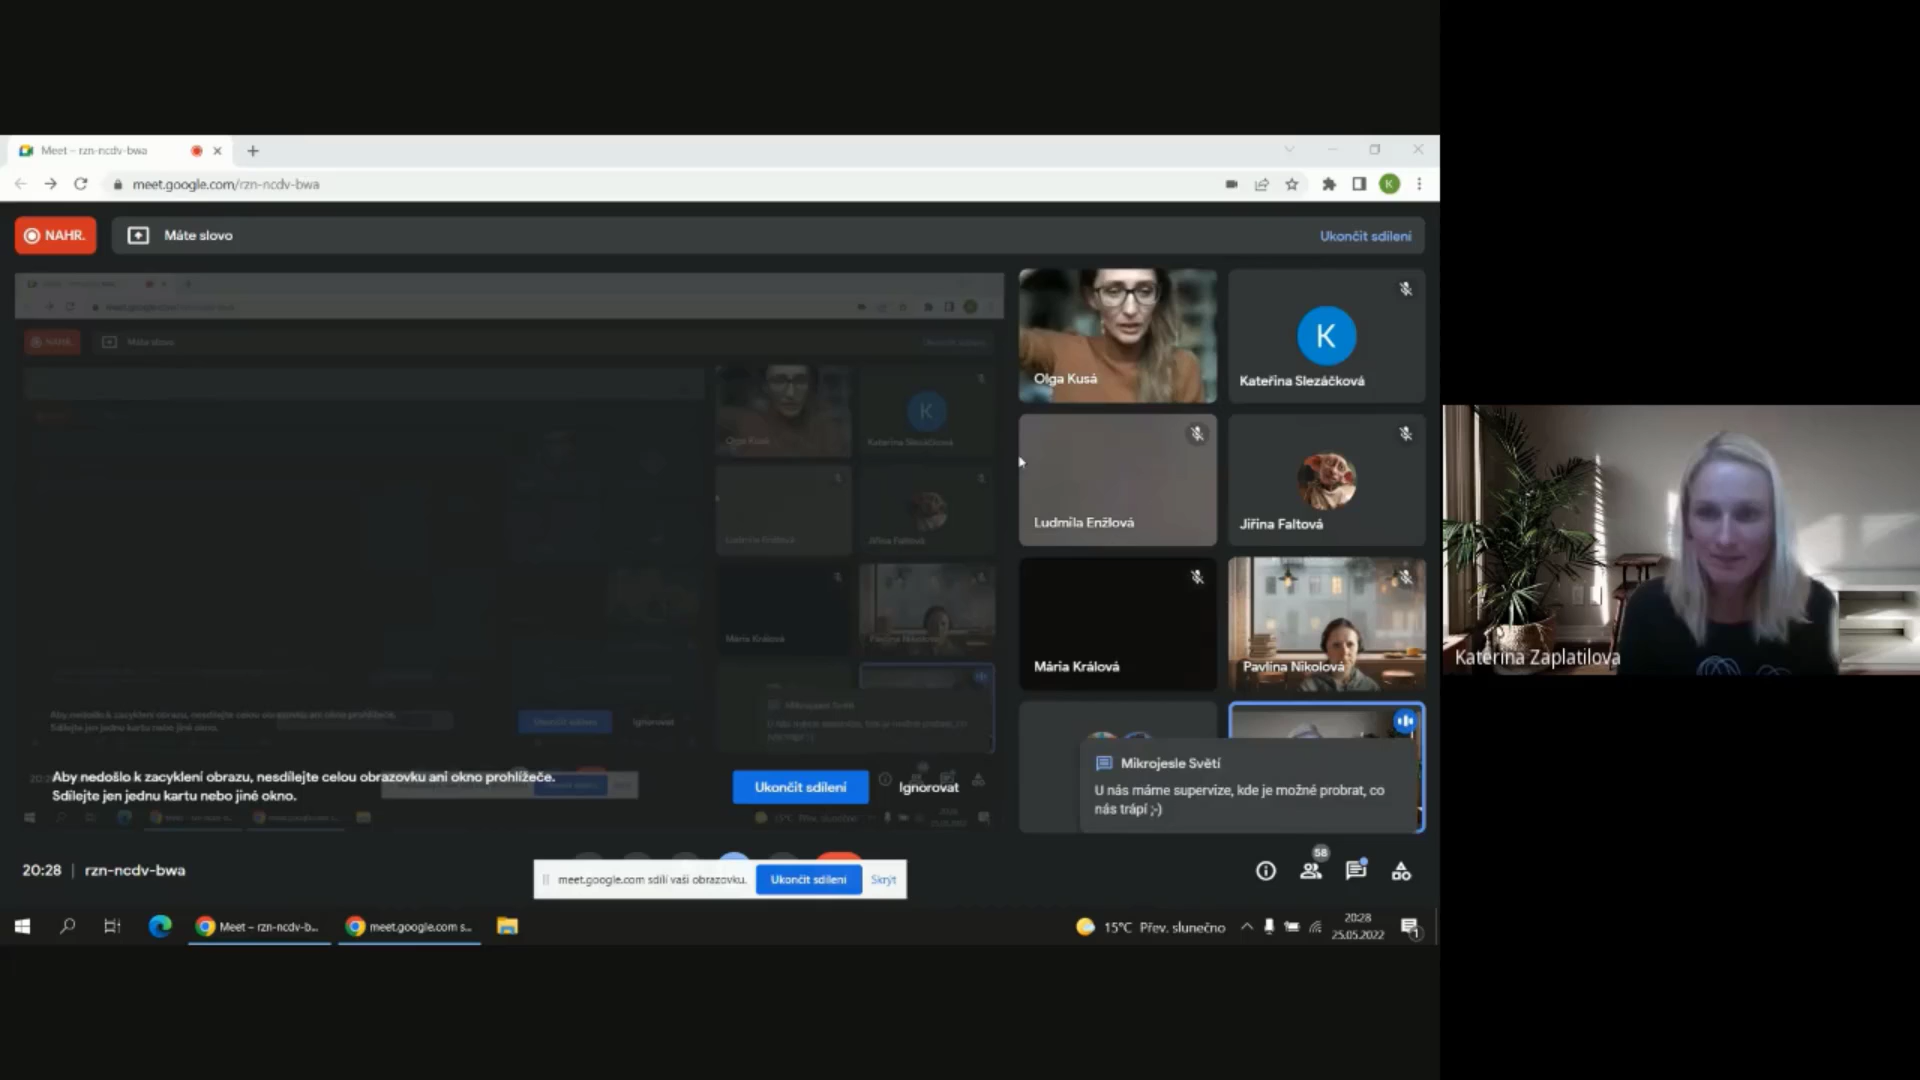 Meet – rzn-ncdv-bwa
meet.google.com/rzn-ncdv-bwa
K
NAHR.
Máte slovo
Ukončit sdílení
Olga Kusá
K
Kateřina Slezáčková
Ludmila Enžlová
Jiřina Faltová
Mária Králová
Pavlína Nikolová
Katerina Zaplatilova
Mikrojesle Světí
U nás máme supervize, kde je možné probrat, co
nás trápí ;-)
Aby nedošlo k zacyklení obrazu, nesdílejte celou obrazovku ani okno prohlížeče.
Sdílejte jen jednu kartu nebo jiné okno.
Ukončit sdílení
Ignorovat
20:28 | rzn-ncdv-bwa
58
meet.google.com sdílí vaši obrazovku.
Ukončit sdílení
Skrýt
Meet – rzn-ncdv-b...
meet.google.com s...
15°C Přev. slunečno
20:28
25.05.2022
1